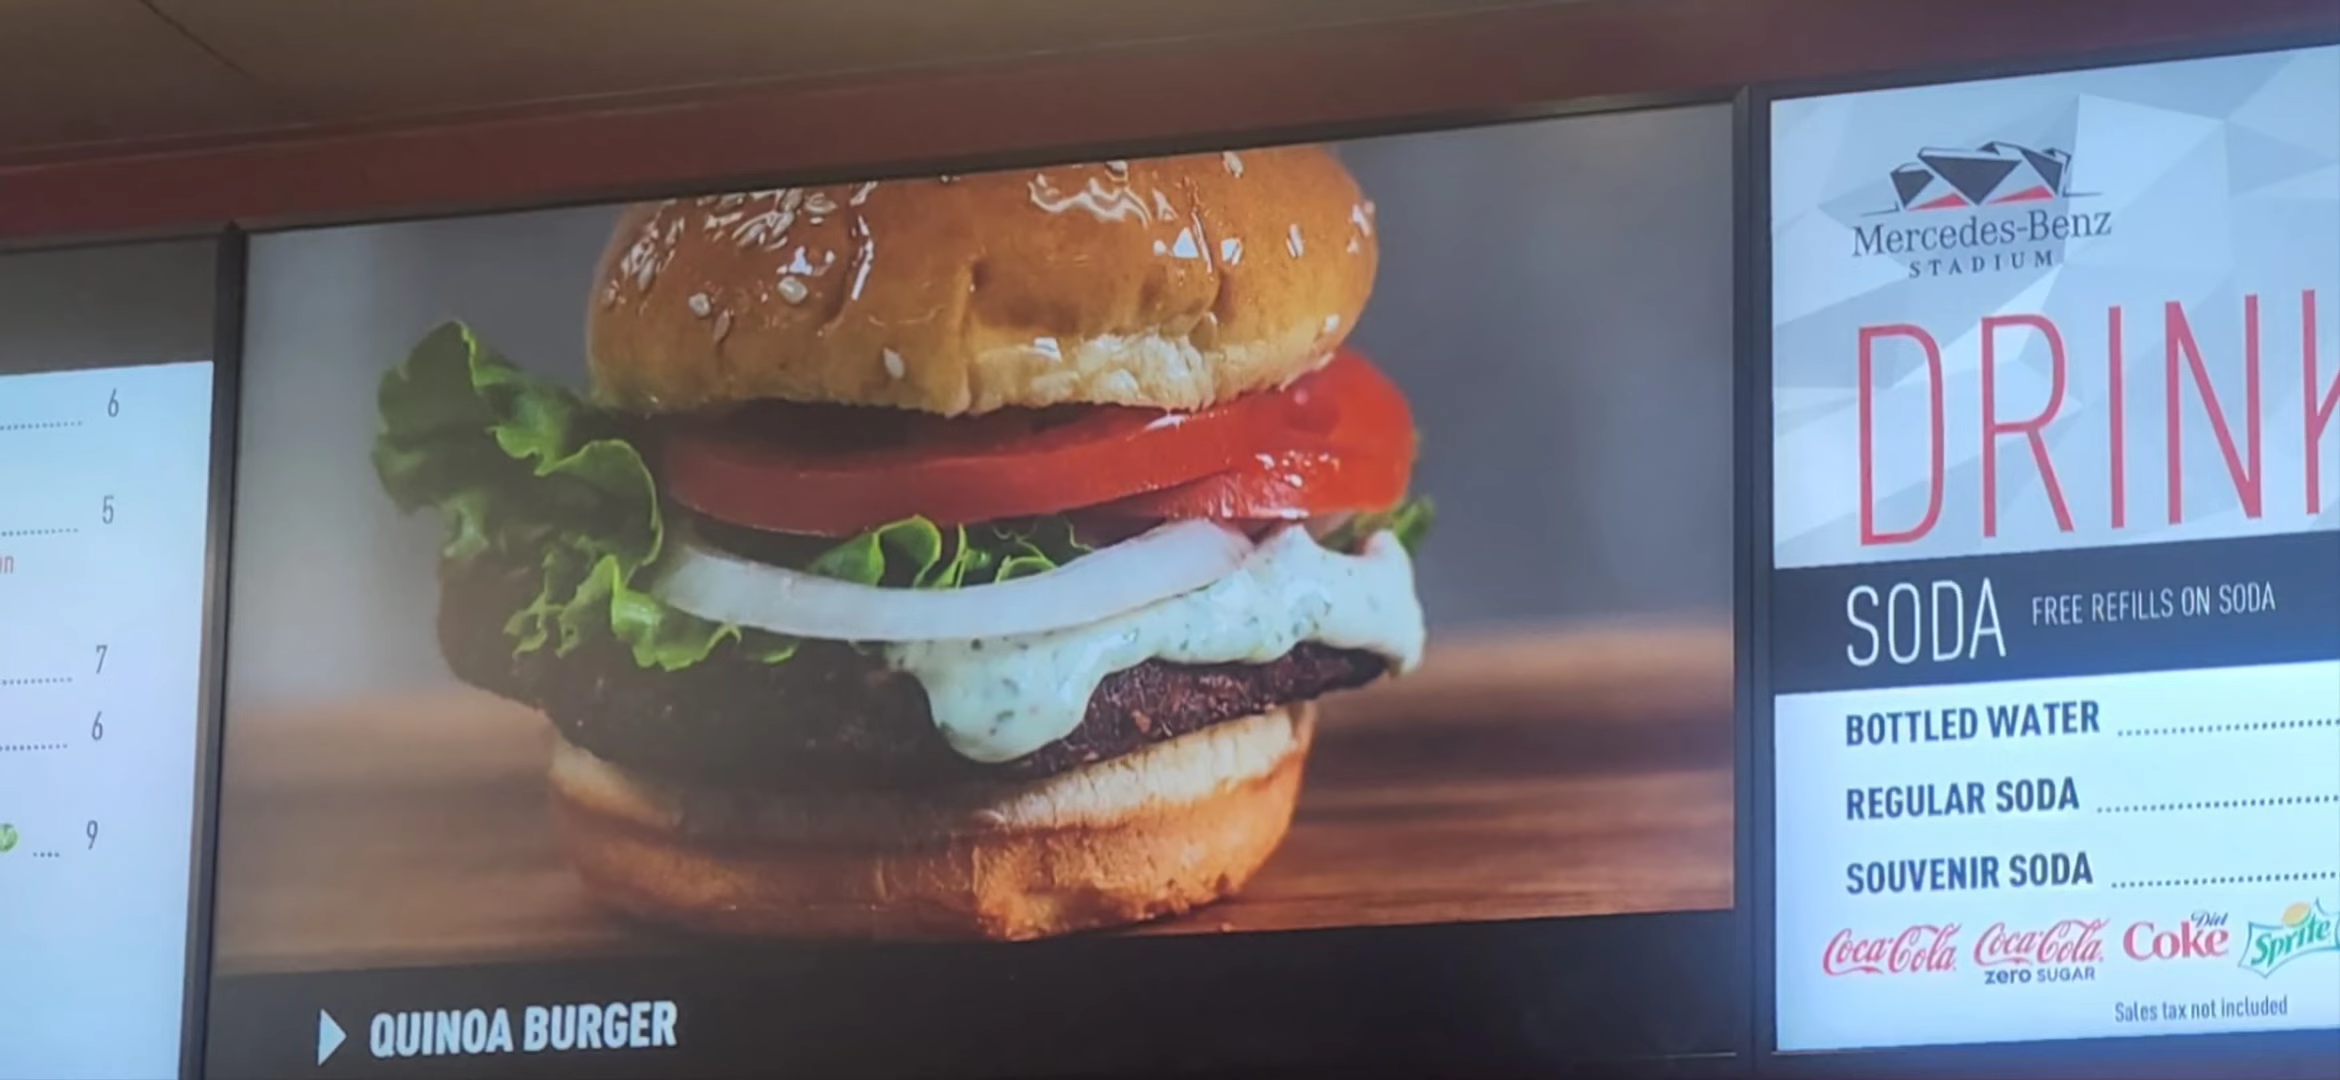 6
5
7
6
9
QUINOA BURGER
Mercedes-Benz
STADIUM
SODA FREE REFILLS ON SODA
BOTTLED WATER
REGULAR SODA
SOUVENIR SODA
Coca-Cola Coca-Cola zero SUGAR Diet Coke Sprite
Sales tax not included